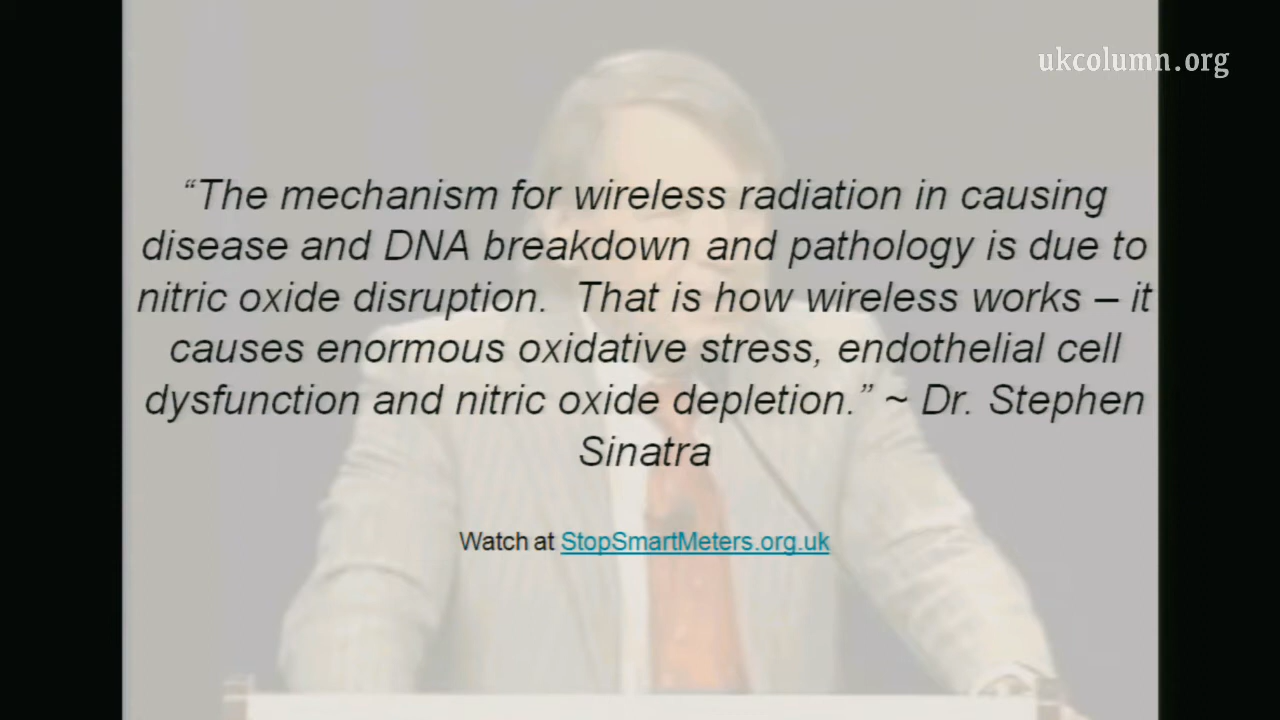 ukcolumn.org
“The mechanism for wireless radiation in causing
disease and DNA breakdown and pathology is due to
nitric oxide disruption.  That is how wireless works – it
causes enormous oxidative stress, endothelial cell
dysfunction and nitric oxide depletion.” ~ Dr. Stephen
Sinatra
Watch at StopSmartMeters.org.uk